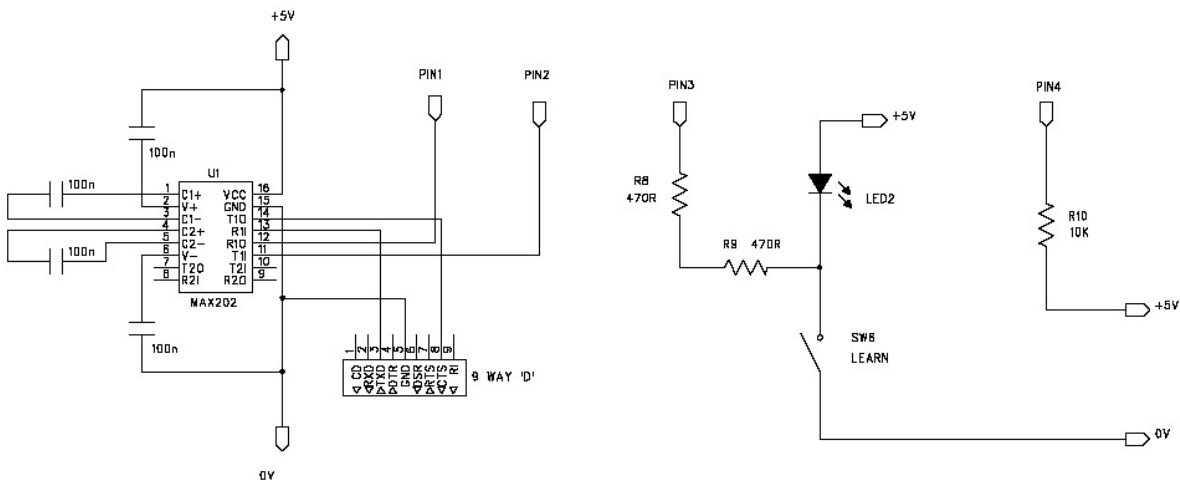 +5V
PIN1
PIN2
PIN3
PIN4
+5V
100n
U1
100n
1 C1+ VCC 16
2 V+ GND 15
3 C1- T1O 14
4 C2+ R1I 13
5 C2- R1O 12
6 V- T1I 11
7 T2O T2I 10
8 R2I R2O 9
100n
MAX202
100n
1 2 3 4 5 6 7 8 9
CD RXD TXD DTR GND DSR RTS CTS RI
9 WAY 'D'
0V
R8
470R
LED2
R9 470R
SW6
LEARN
R10
10K
+5V
0V